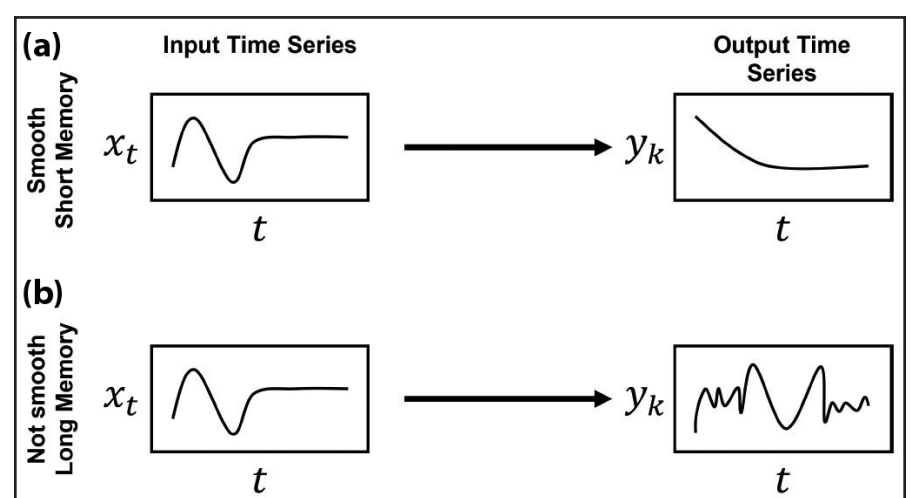 (a)
Input Time Series
Output Time
Series
Smooth
Short Memory
x_t
y_k
t
t
(b)
Not smooth
Long Memory
x_t
y_k
t
t